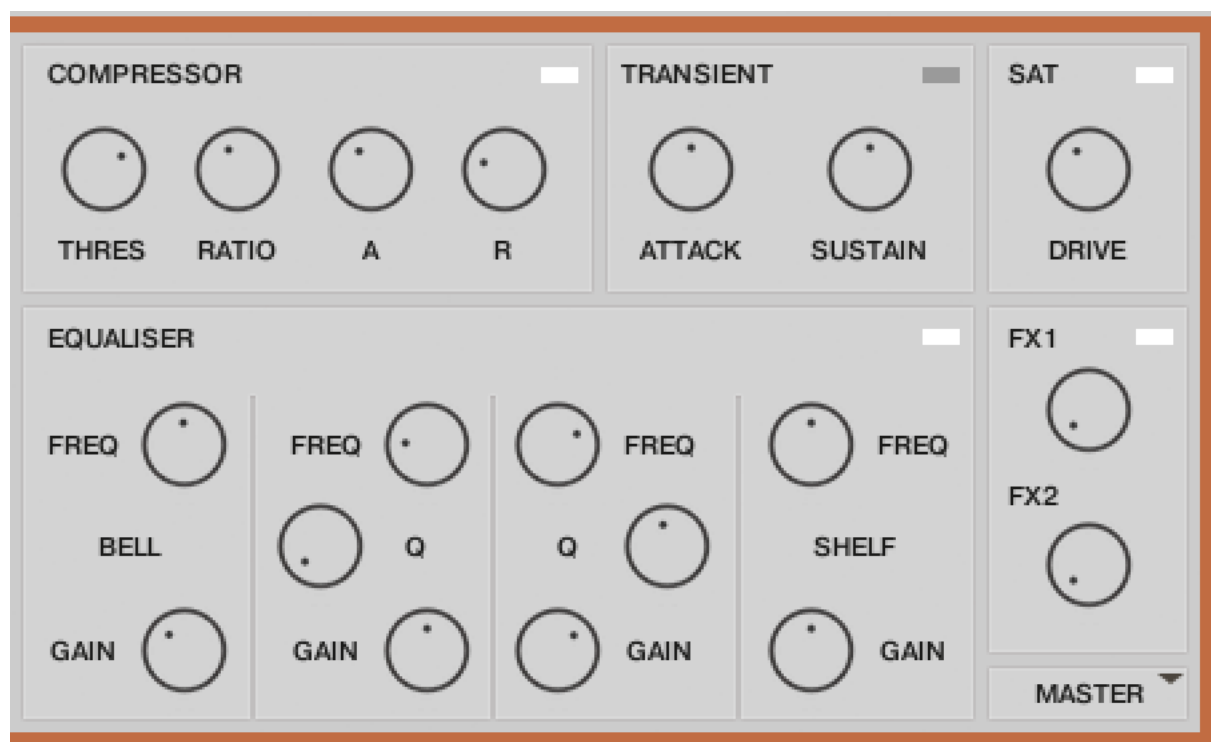 COMPRESSOR
THRES RATIO A R
TRANSIENT
ATTACK SUSTAIN
SAT
DRIVE
EQUALISER
FREQ FREQ FREQ FREQ
BELL Q Q SHELF
GAIN GAIN GAIN GAIN
FX1
FX2
MASTER